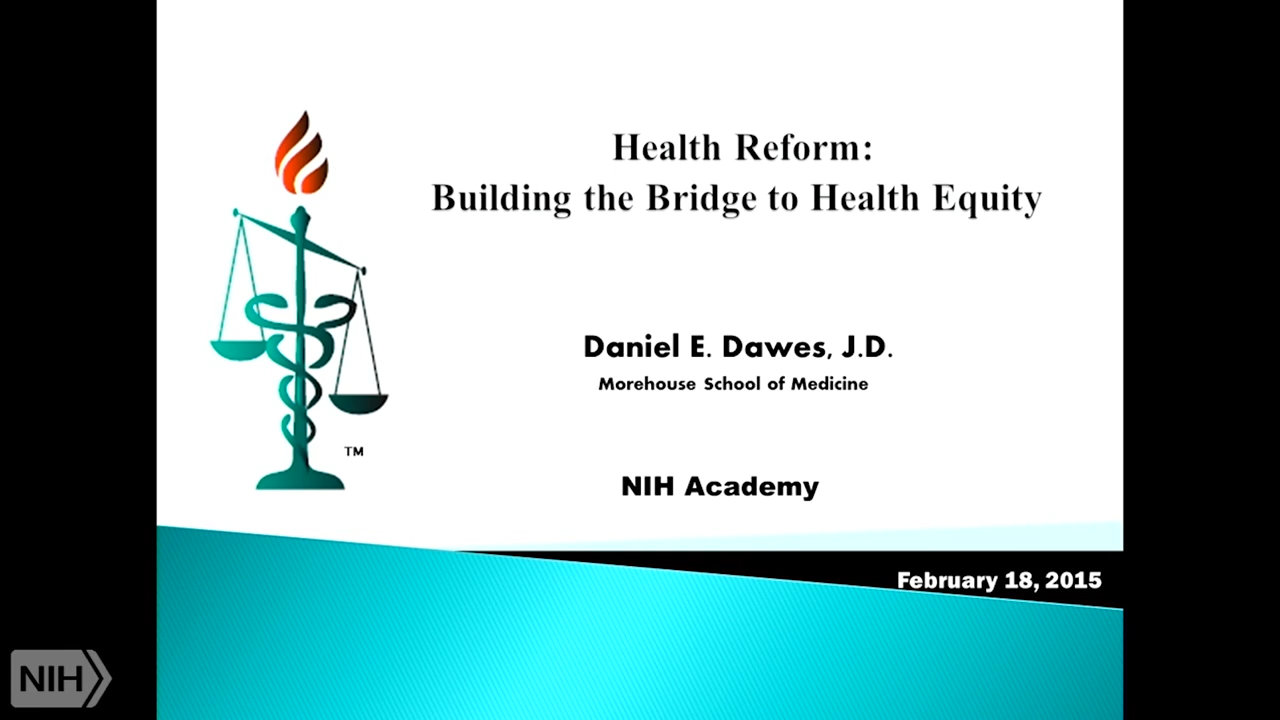 Health Reform:
Building the Bridge to Health Equity
Daniel E. Dawes, J.D.
Morehouse School of Medicine
TM
NIH Academy
February 18, 2015
NIH